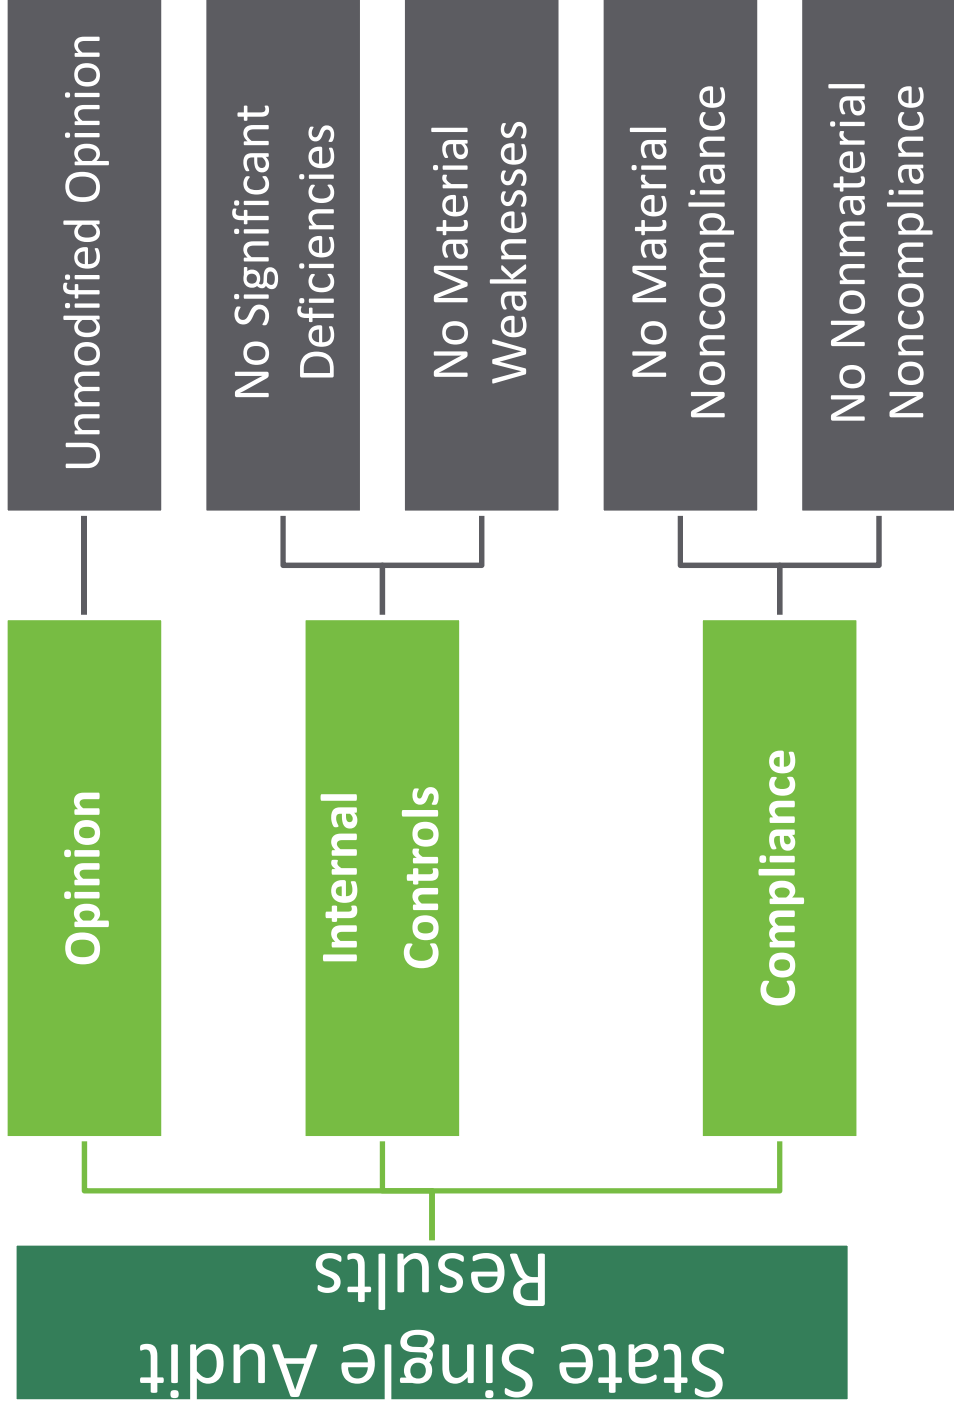 State Single Audit
Results
Opinion
Unmodified Opinion
Internal
Controls
No Significant
Deficiencies
No Material
Weaknesses
Compliance
No Material
Noncompliance
No Nonmaterial
Noncompliance